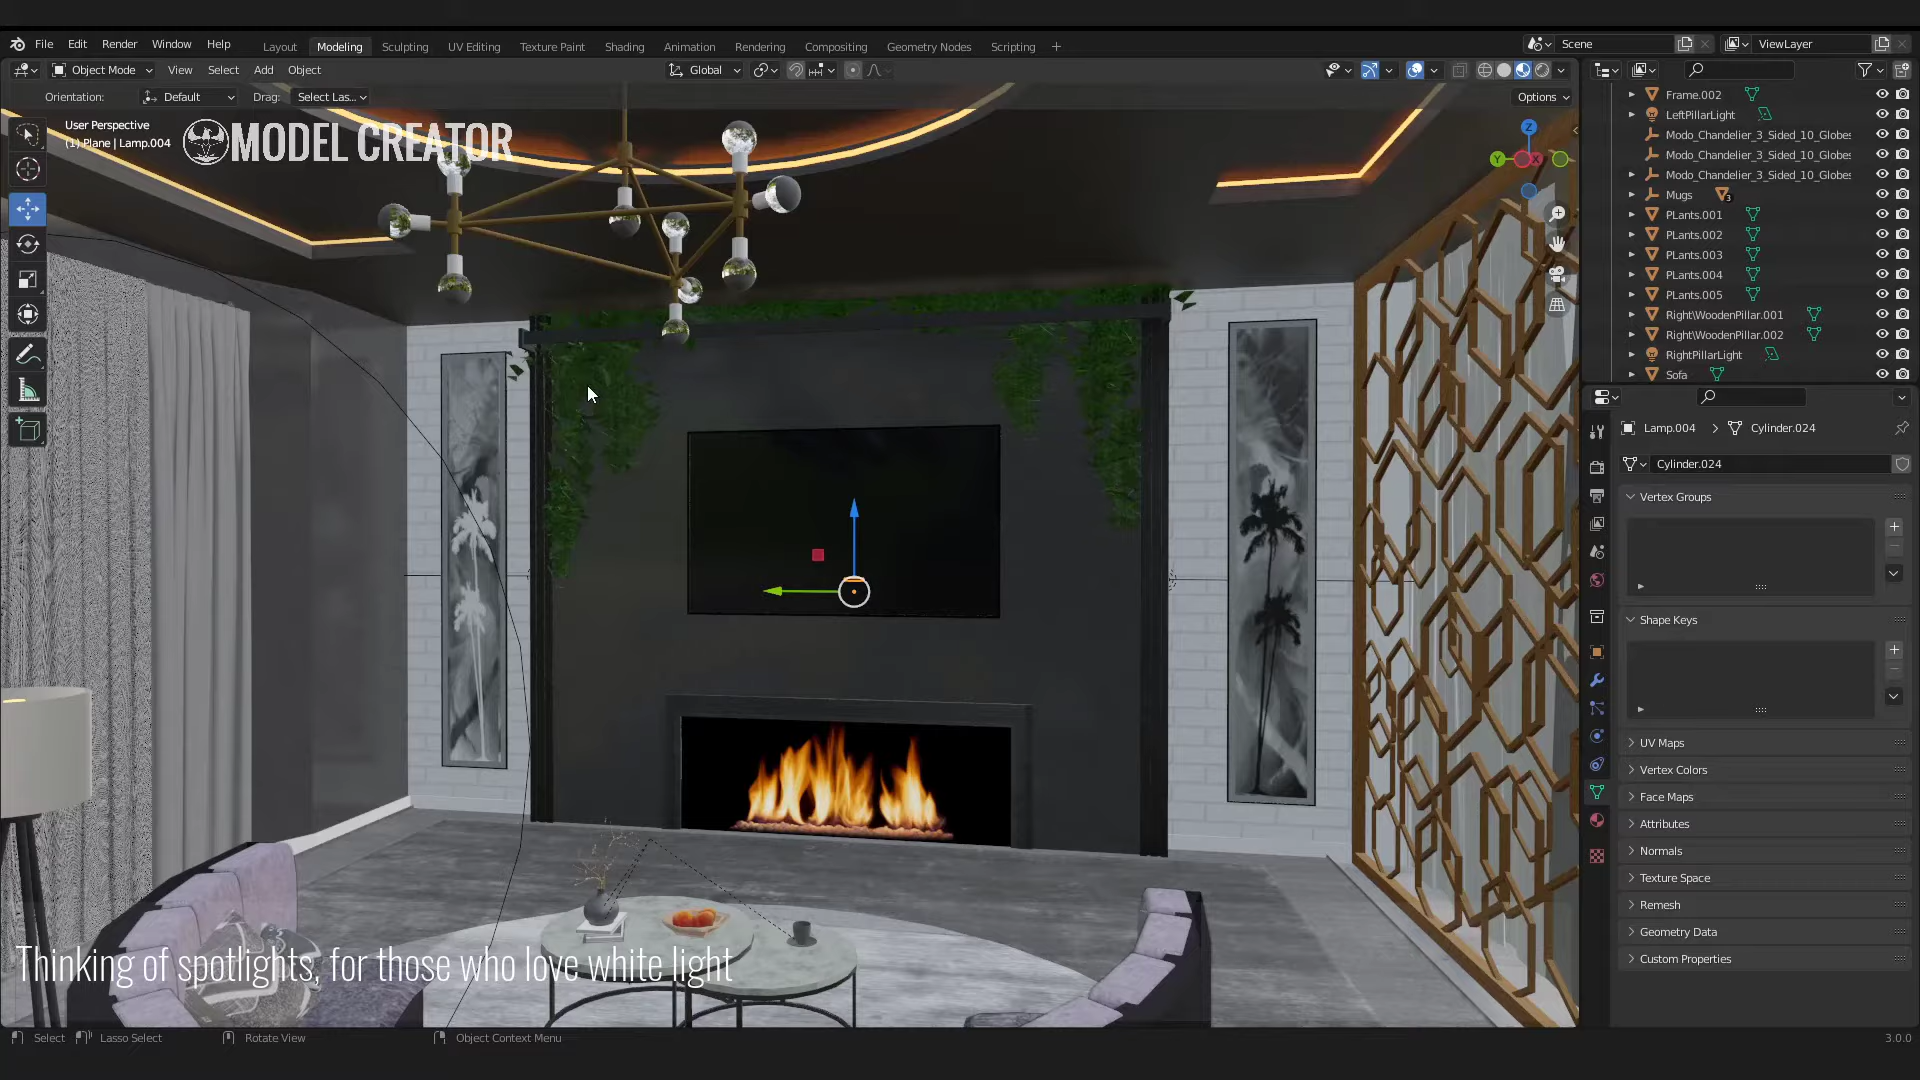 File Edit Render Window Help Layout Modeling Sculpting UV Editing Texture Paint Shading Animation Rendering Compositing Geometry Nodes Scripting + Scene ViewLayer
Object Mode View Select Add Object Global
Orientation: Default Drag: Select Las... Options
User Perspective
(1) Plane | Lamp.004
MODEL CREATOR
Z
Y
X
Frame.002
LeftPillarLight
Modo_Chandelier_3_Sided_10_Globes
Modo_Chandelier_3_Sided_10_Globes
Modo_Chandelier_3_Sided_10_Globes
Mugs 3
PLants.001
PLants.002
PLants.003
PLants.004
PLants.005
Right\WoodenPillar.001
Right\WoodenPillar.002
RightPillarLight
Sofa
Lamp.004 > Cylinder.024
Cylinder.024
Vertex Groups
Shape Keys
UV Maps
Vertex Colors
Face Maps
Attributes
Normals
Texture Space
Remesh
Geometry Data
Custom Properties
Thinking of spotlights, for those who love white light
Select Lasso Select Rotate View Object Context Menu 3.0.0